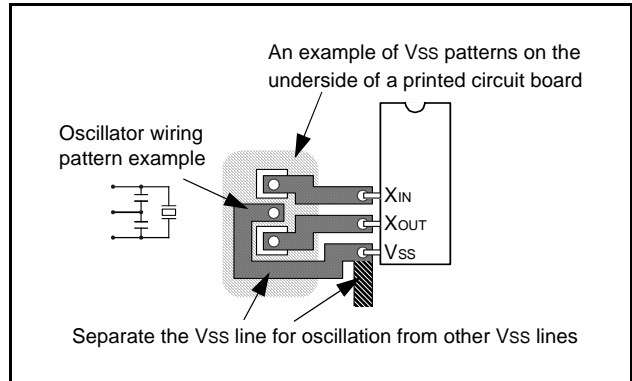 An example of VSS patterns on the
underside of a printed circuit board
Oscillator wiring
pattern example
XIN
XOUT
VSS
Separate the VSS line for oscillation from other VSS lines